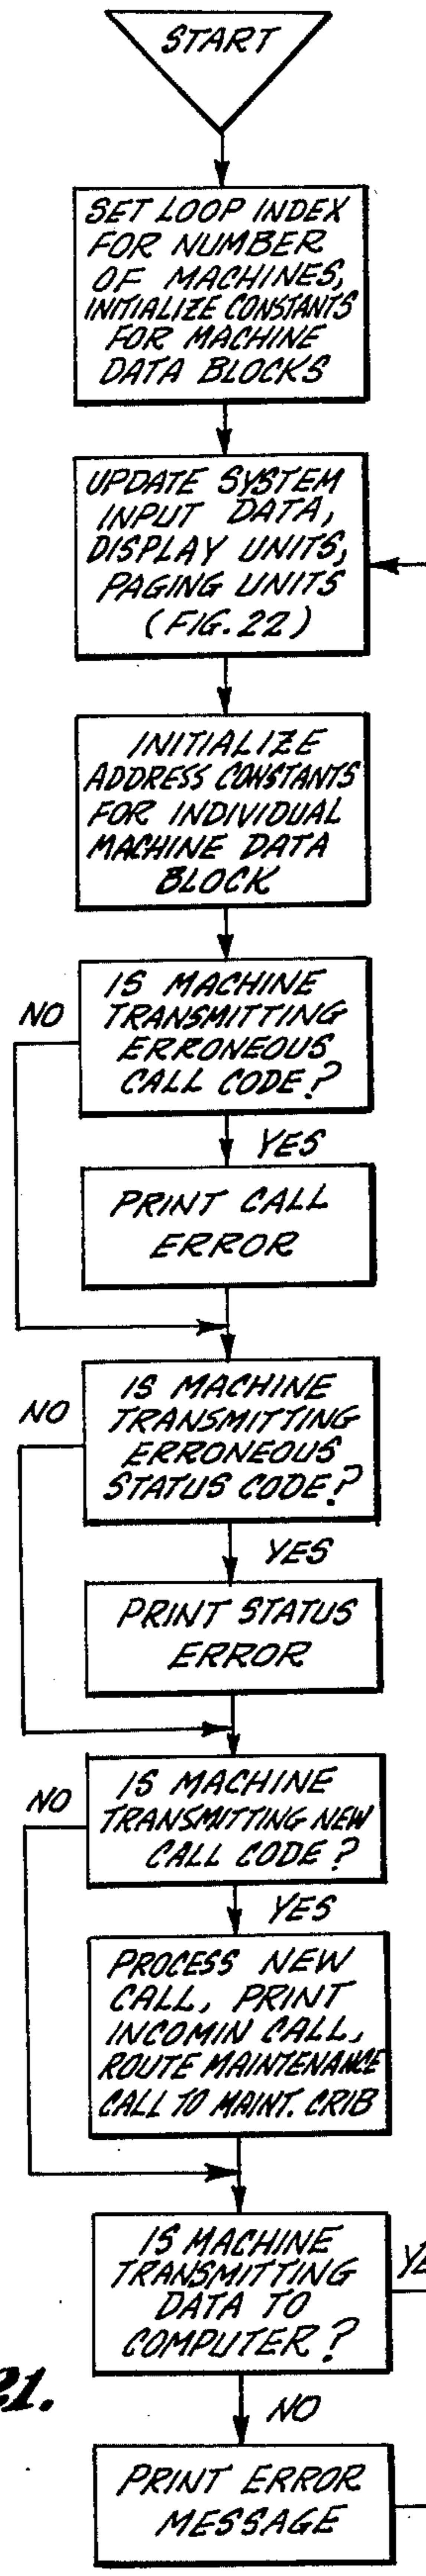 START
SET LOOP INDEX
FOR NUMBER
OF MACHINES,
INITIALIZE CONSTANTS
FOR MACHINE
DATA BLOCKS
UPDATE SYSTEM
INPUT DATA,
DISPLAY UNITS,
PAGING UNITS
(FIG. 22)
INITIALIZE
ADDRESS CONSTANTS
FOR INDIVIDUAL
MACHINE DATA
BLOCK
IS MACHINE
TRANSMITTING
ERRONEOUS
CALL CODE?
NO
YES
PRINT CALL
ERROR
IS MACHINE
TRANSMITTING
ERRONEOUS
STATUS CODE?
NO
YES
PRINT STATUS
ERROR
IS MACHINE
TRANSMITTING NEW
CALL CODE?
NO
YES
PROCESS NEW
CALL, PRINT
INCOMIN CALL,
ROUTE MAINTENANCE
CALL TO MAINT. CRIB
IS MACHINE
TRANSMITTING
DATA TO
COMPUTER?
YE
21.
NO
PRINT ERROR
MESSAGE